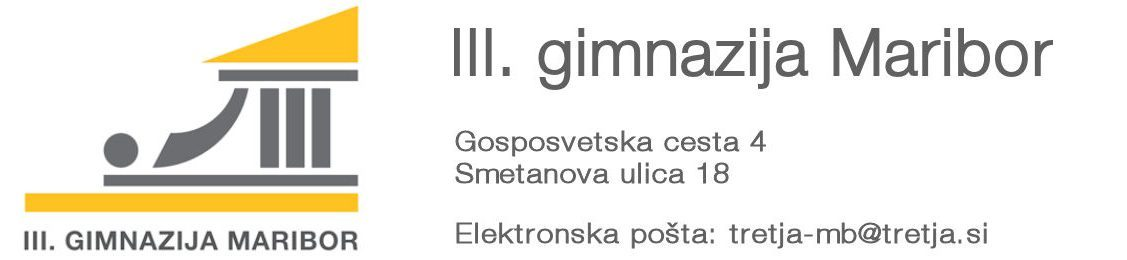 III. GIMNAZIJA MARIBOR
III. gimnazija Maribor
Gosposvetska cesta 4
Smetanova ulica 18
Elektronska pošta: tretja-mb@tretja.si